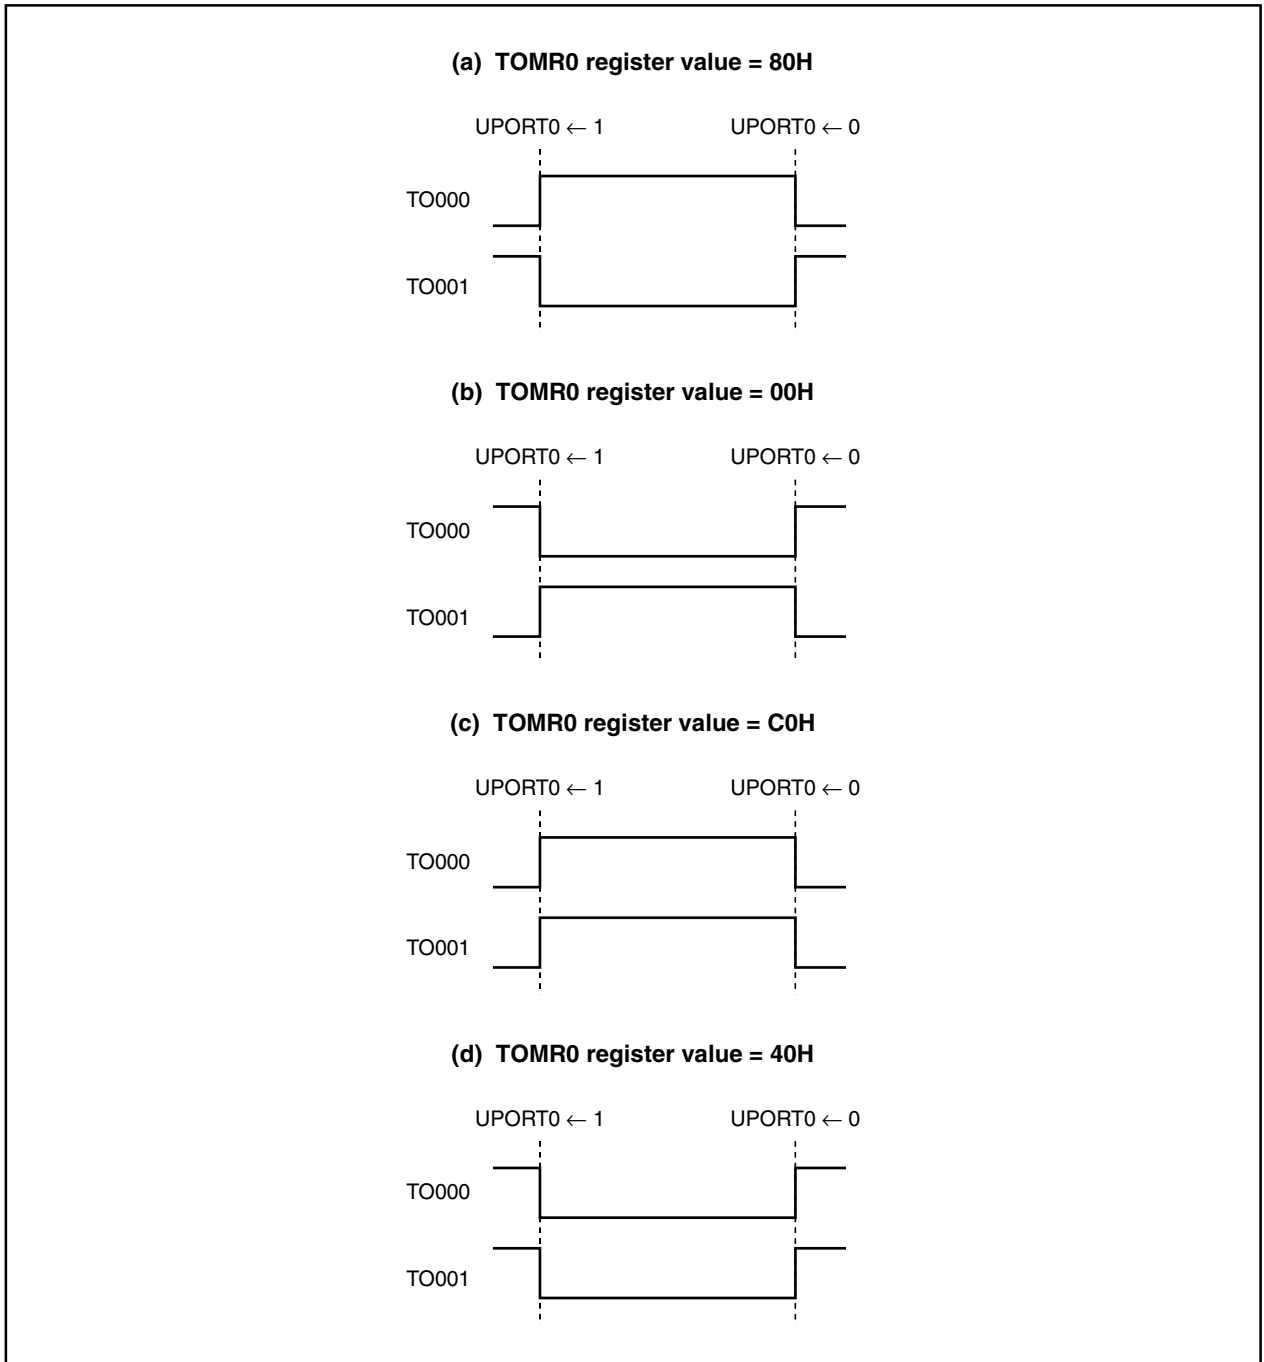 (a) TOMR0 register value = 80H
UPORT0 ← 1 UPORT0 ← 0
TO000
TO001
(b) TOMR0 register value = 00H
UPORT0 ← 1 UPORT0 ← 0
TO000
TO001
(c) TOMR0 register value = C0H
UPORT0 ← 1 UPORT0 ← 0
TO000
TO001
(d) TOMR0 register value = 40H
UPORT0 ← 1 UPORT0 ← 0
TO000
TO001